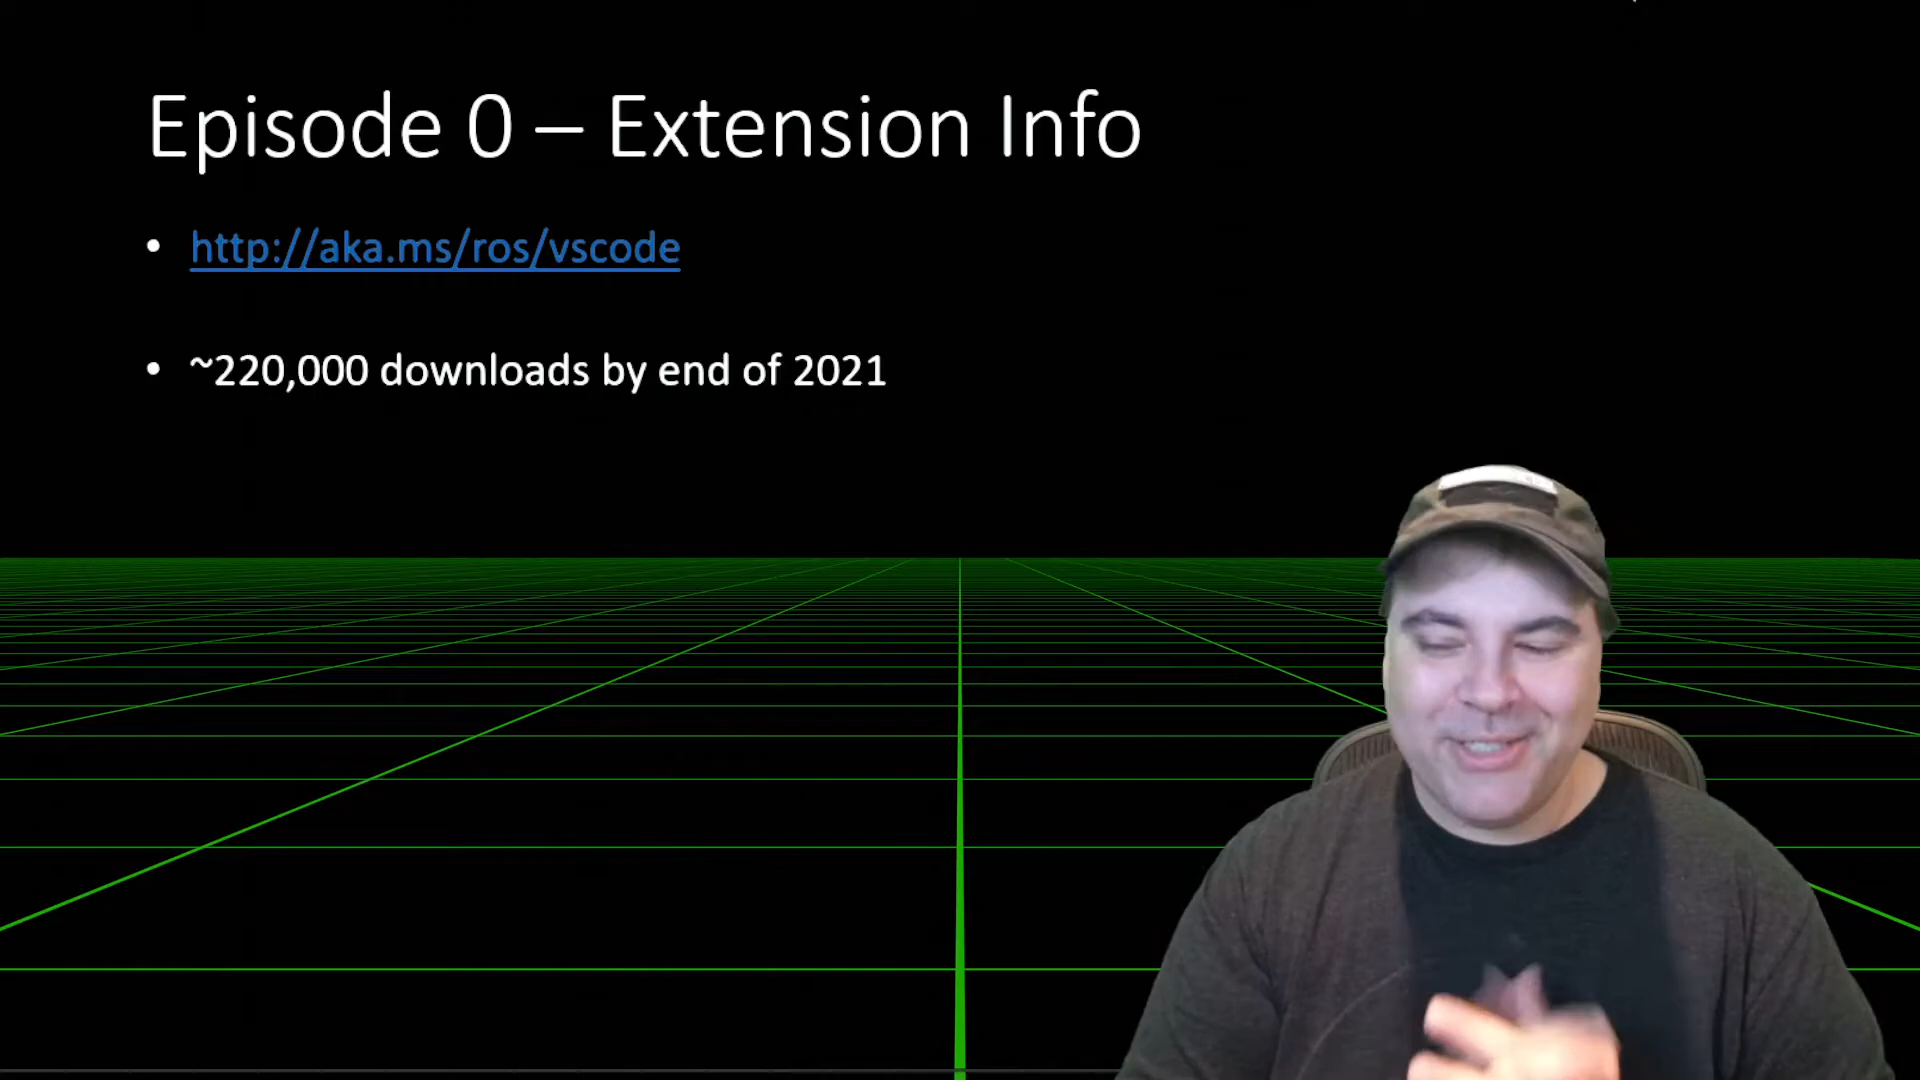 Episode 0 – Extension Info
• http://aka.ms/ros/vscode
• ~220,000 downloads by end of 2021